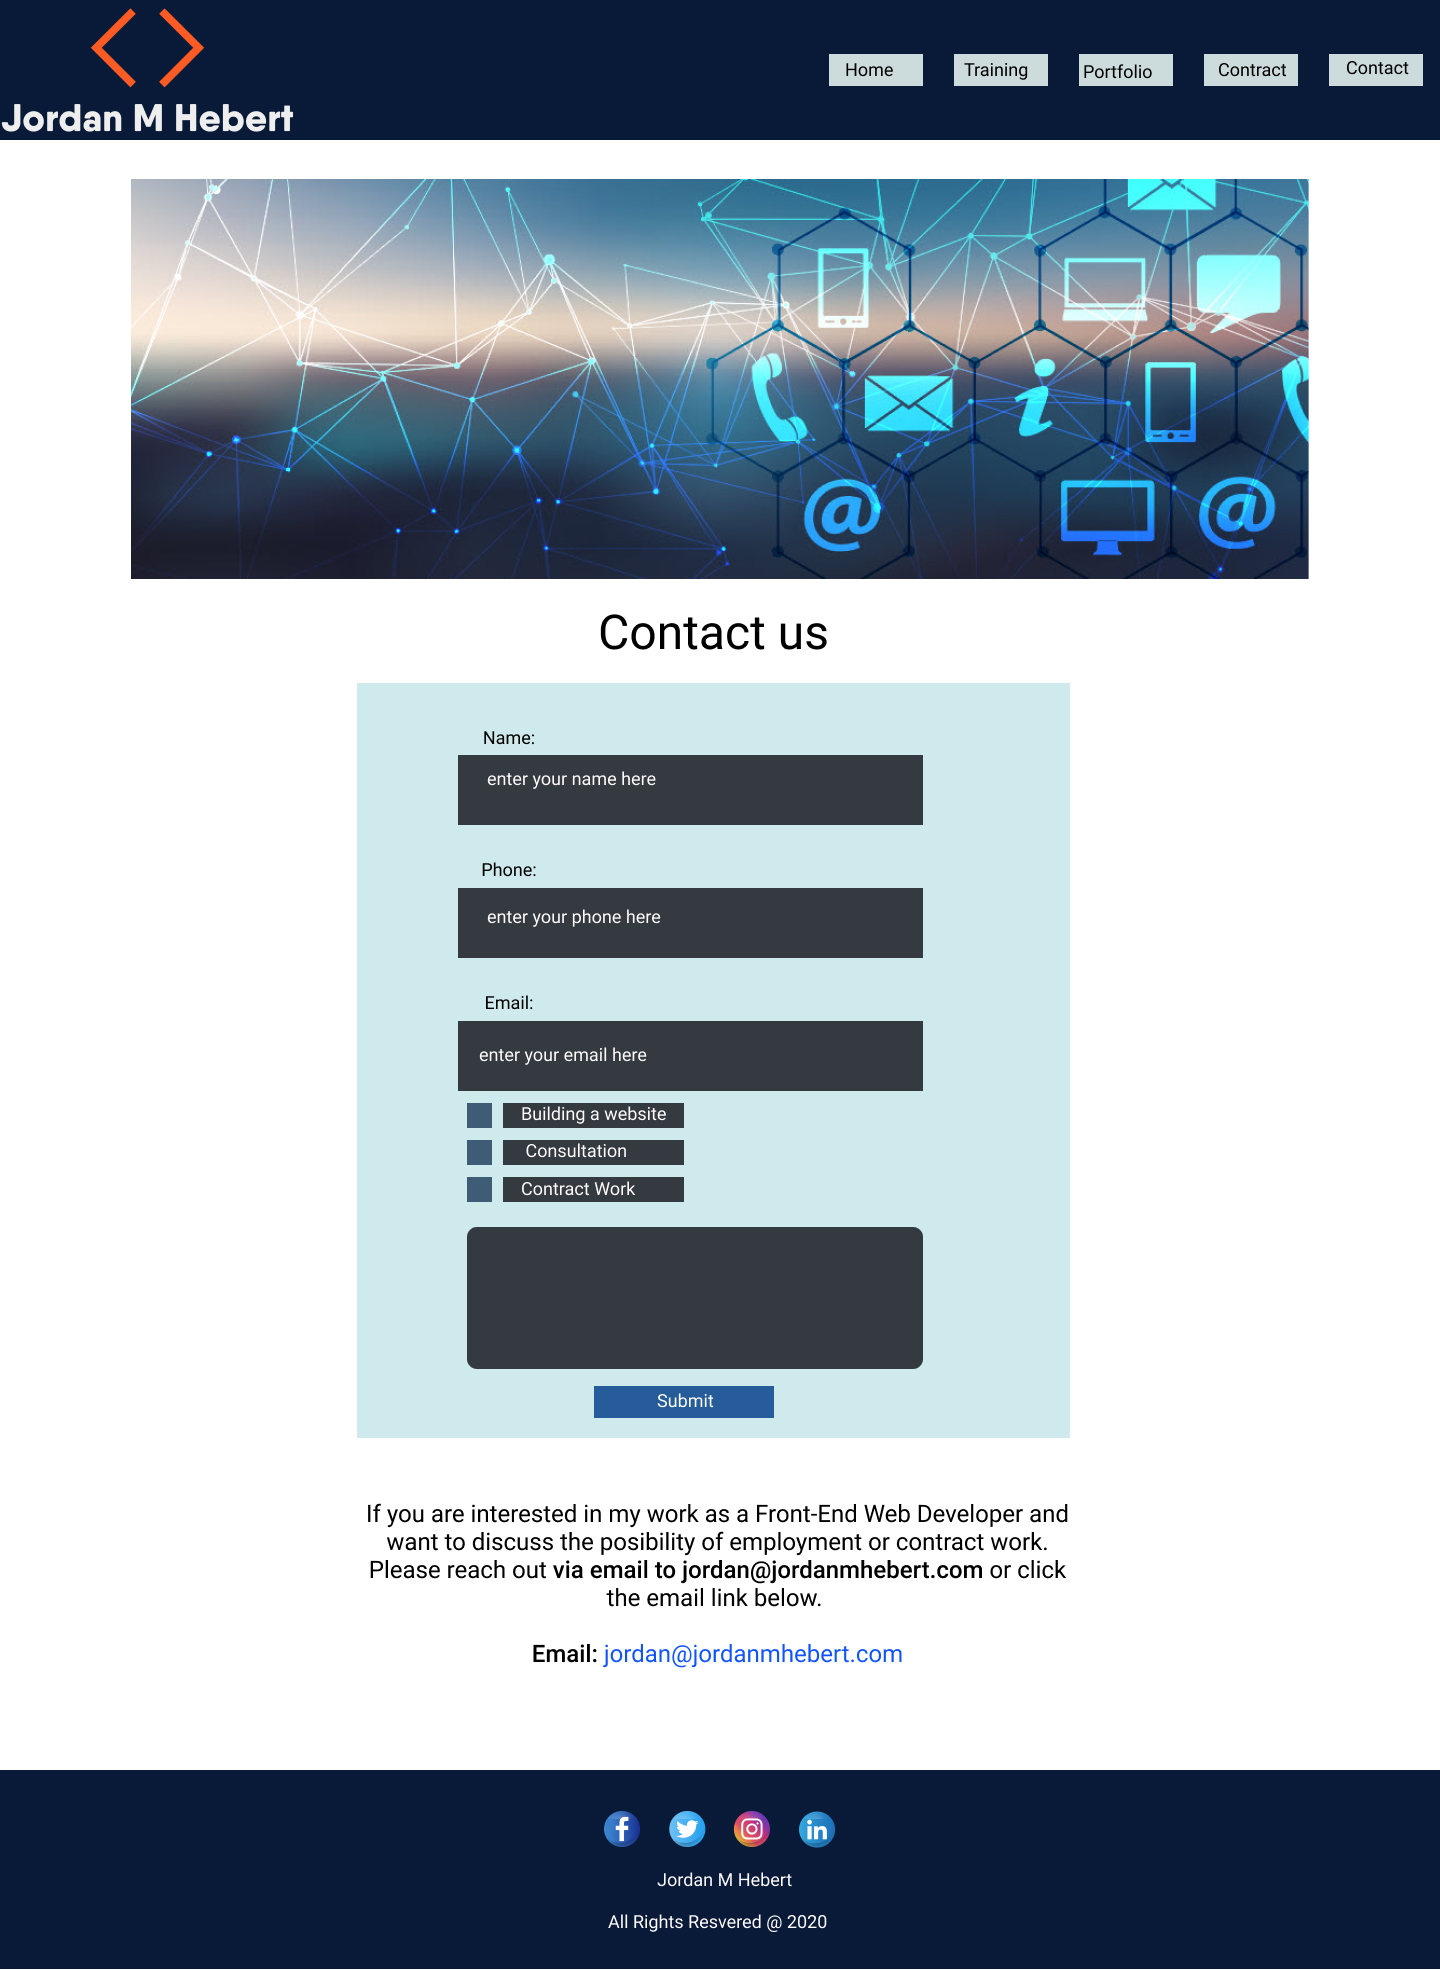 Jordan M Hebert
Home
Training
Portfolio
Contract
Contact
Contact us
Name:
enter your name here
Phone:
enter your phone here
Email:
enter your email here
Building a website
Consultation
Contract Work
Submit
If you are interested in my work as a Front-End Web Developer and
want to discuss the posibility of employment or contract work.
Please reach out via email to jordan@jordanmhebert.com or click
the email link below.
Email: jordan@jordanmhebert.com
Jordan M Hebert
All Rights Resvered @ 2020